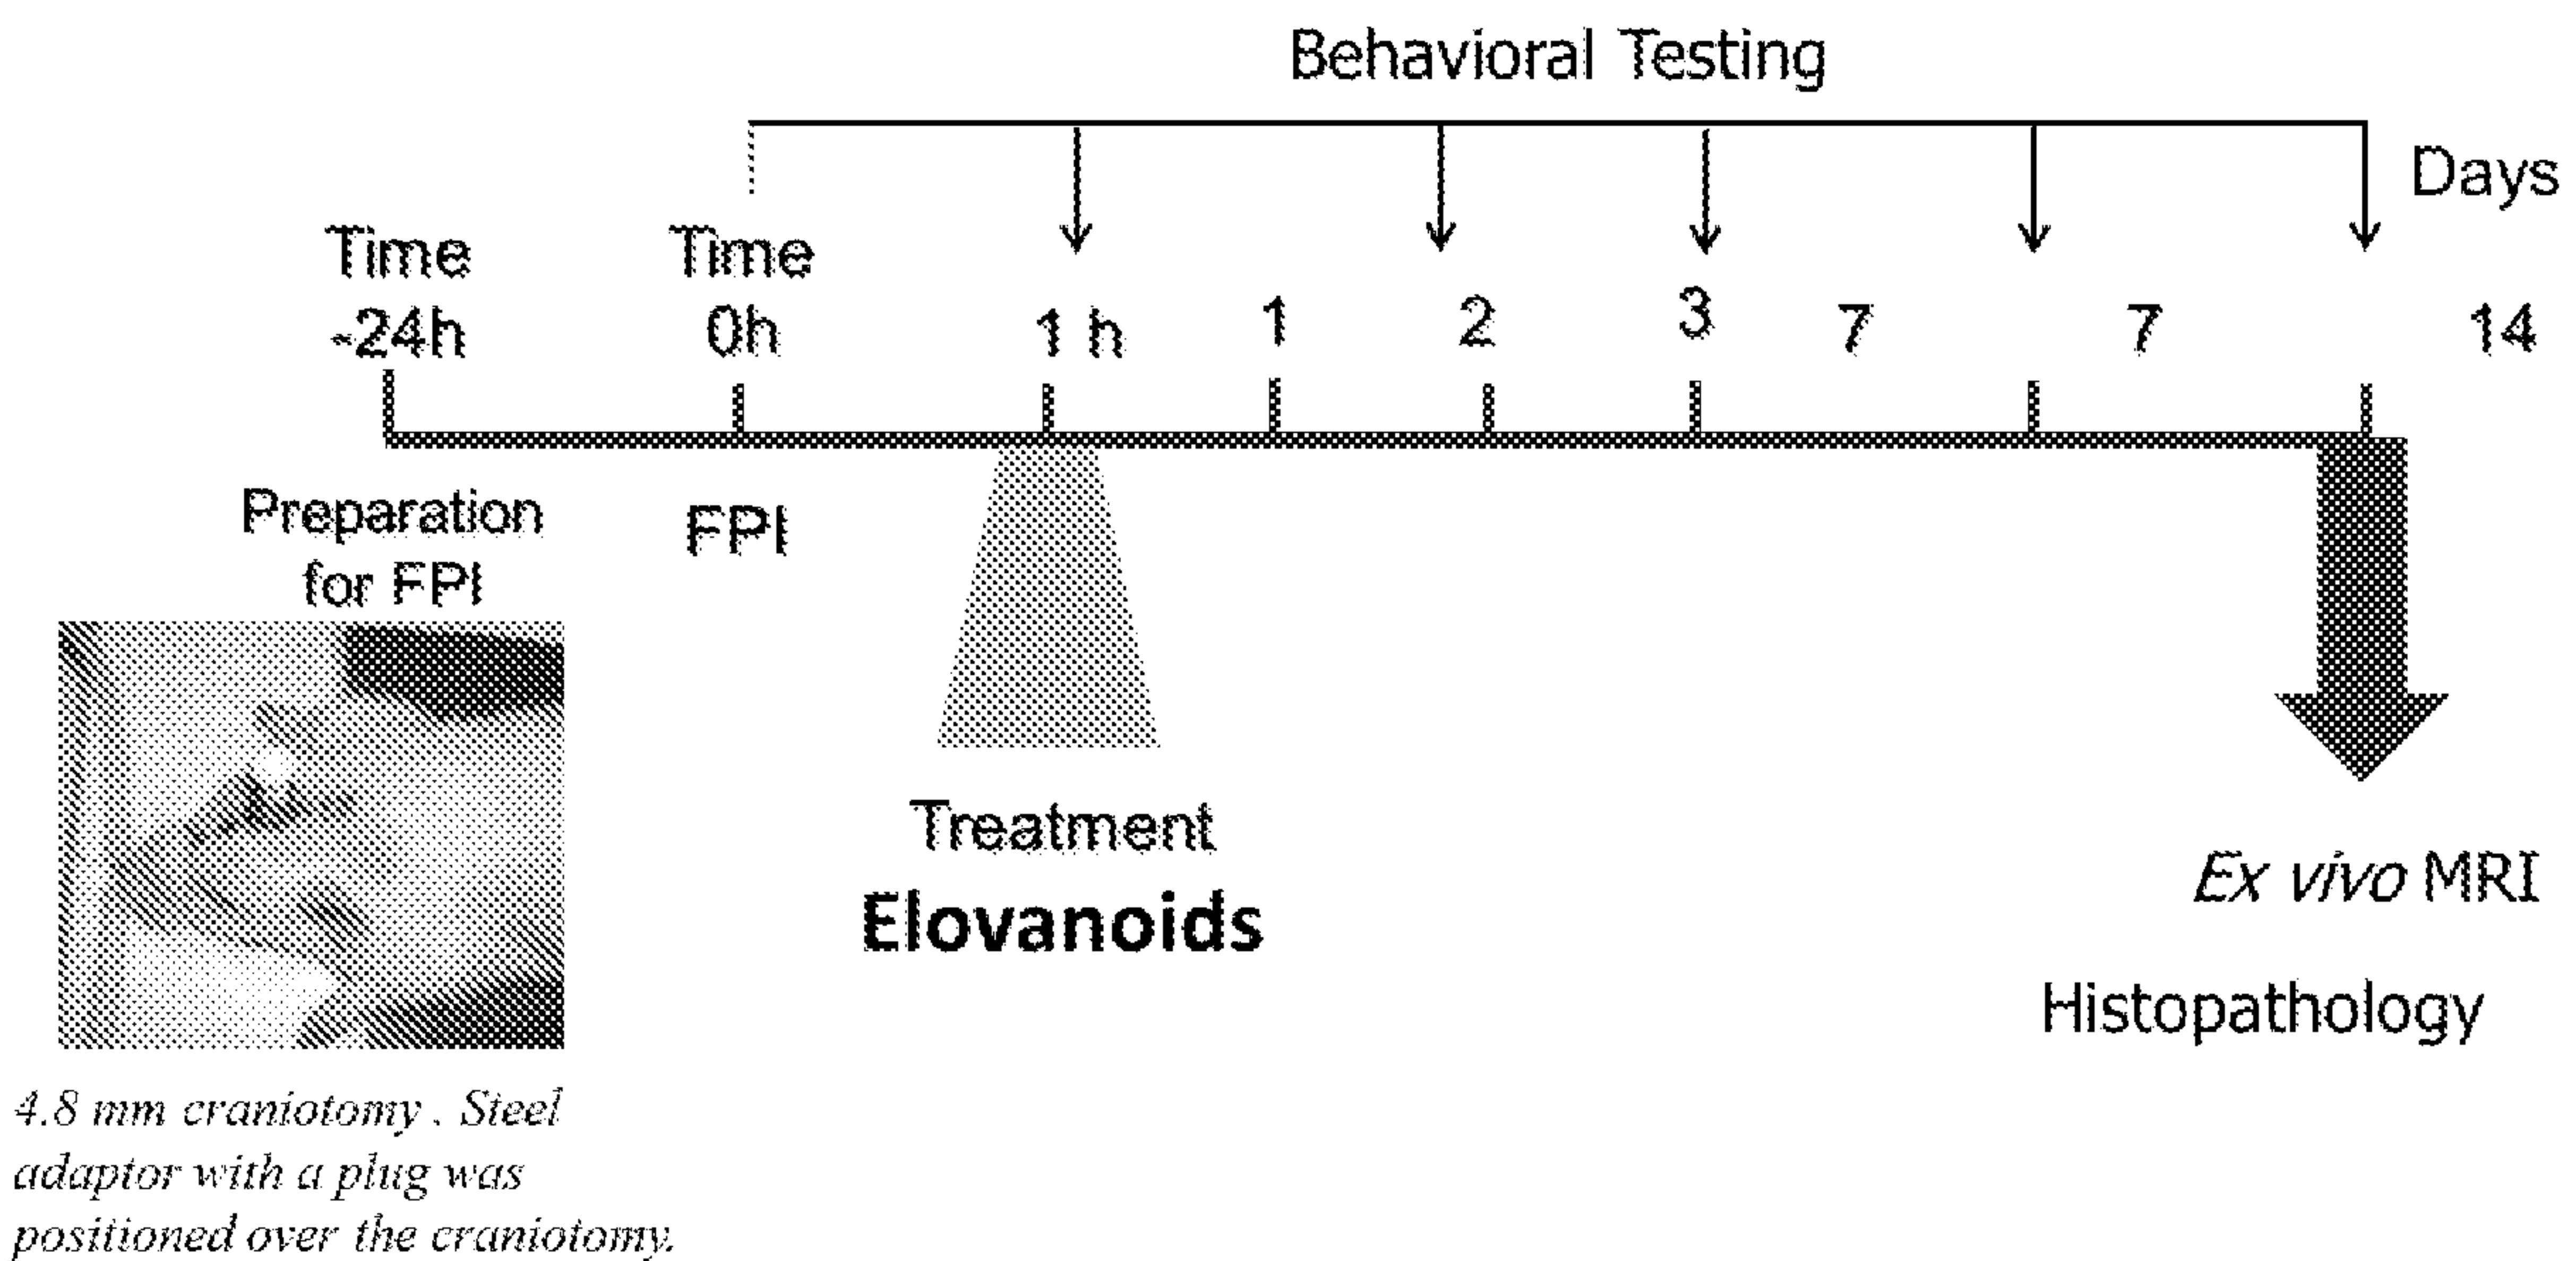 Behavioral Testing
Days
Time
-24h
Time
0h
1 h
1
2
3
7
7
14
Preparation
for FPI
FPI
Treatment
Elovanoids
Ex vivo MRI
Histopathology
4.8 mm craniotomy . Steel
adaptor with a plug was
positioned over the craniotomy.